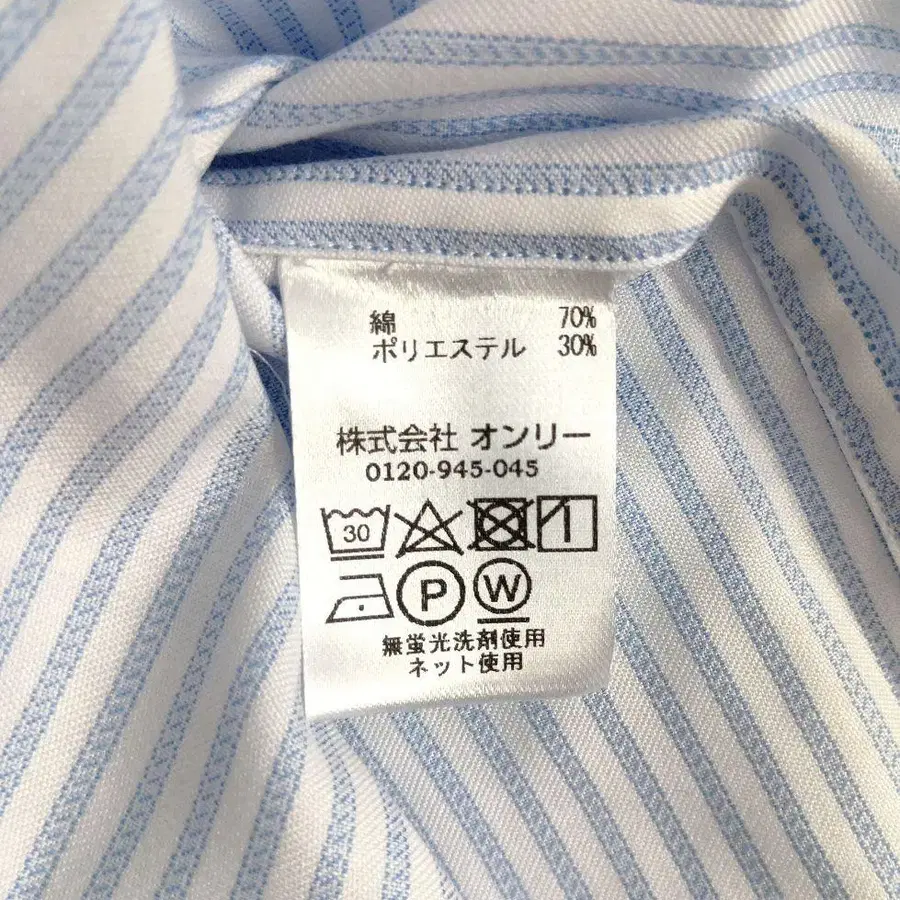 綿 70%
ポリエステル 30%
株式会社 オンリー
0120-945-045
30
P W
無蛍光洗剤使用
ネット使用